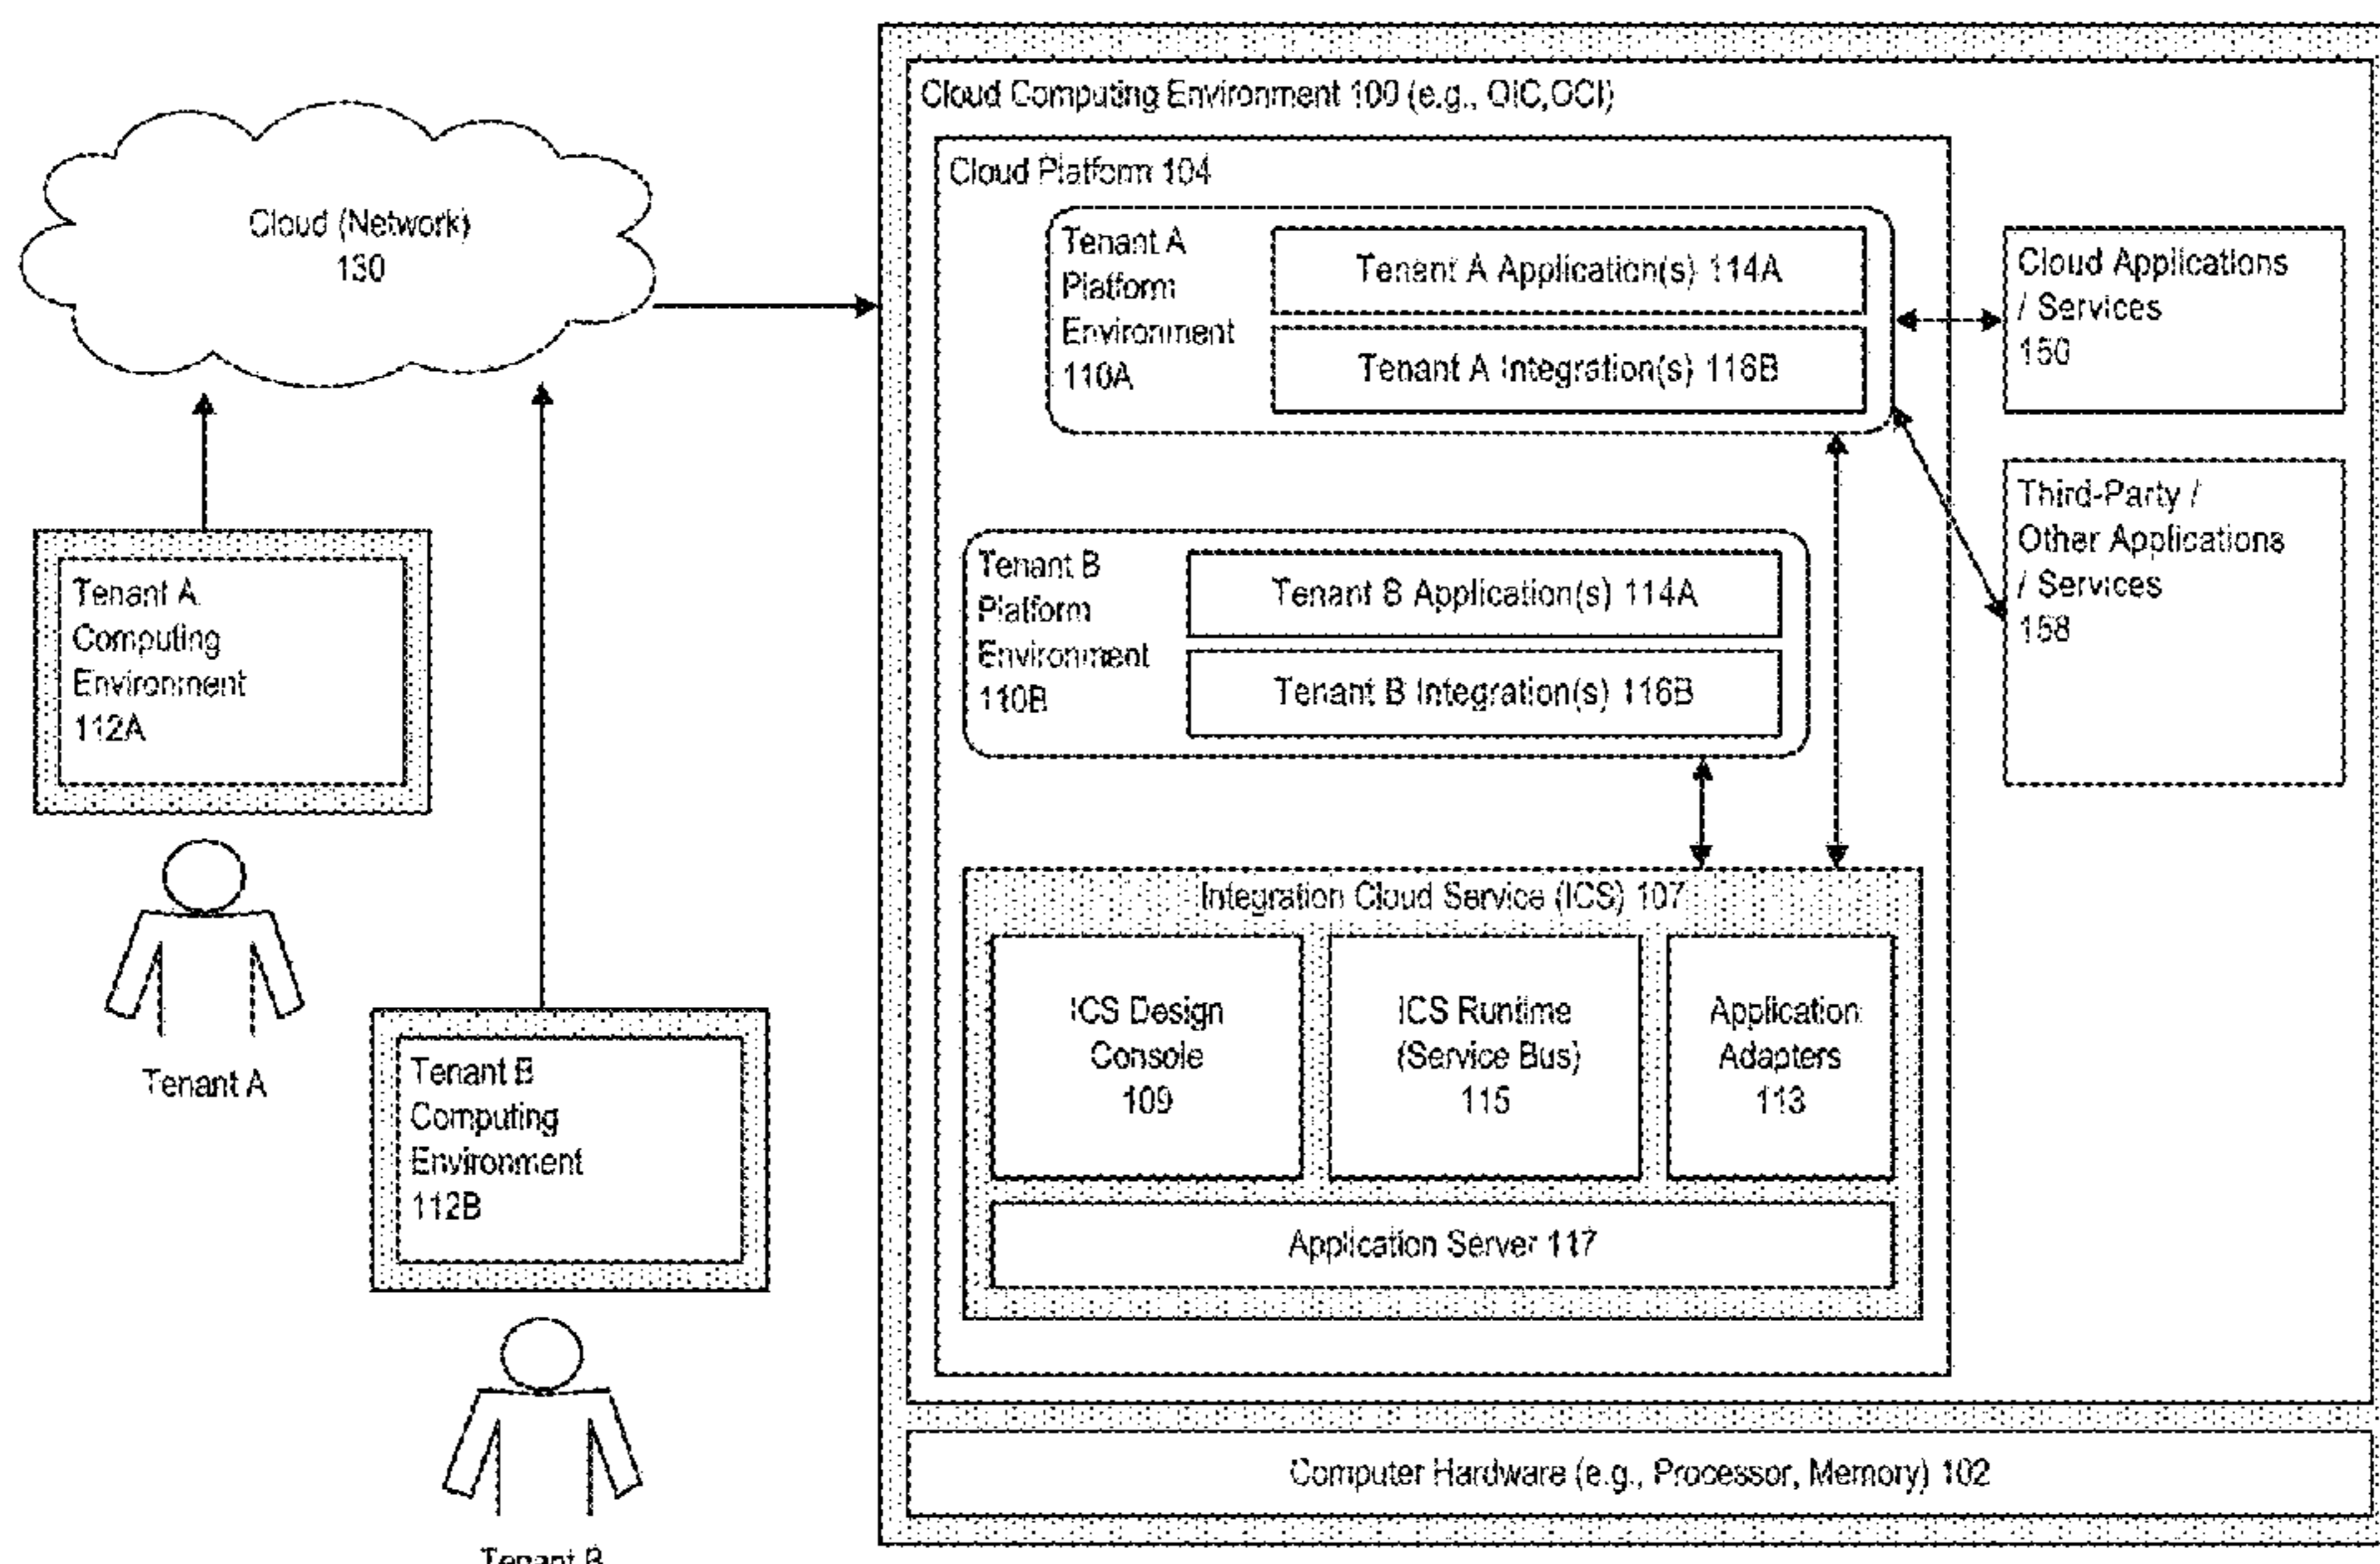 Cloud Computing Environment 100 (e.g., OIC,OCI)
Cloud Platform 104
Cloud (Network)
130
Tenant A
Platform
Environment
110A
Tenant A Application(s) 114A
Tenant A Integration(s) 116B
Cloud Applications
/ Services
150
Third-Party /
Other Applications
/ Services
158
Tenant B
Platform
Environment
110B
Tenant B Application(s) 114A
Tenant B Integration(s) 116B
Tenant A
Computing
Environment
112A
Tenant A
Integration Cloud Service (ICS) 107
ICS Design
Console
109
ICS Runtime
(Service Bus)
115
Application
Adapters
113
Application Server 117
Tenant B
Computing
Environment
112B
Tenant B
Computer Hardware (e.g., Processor, Memory) 102